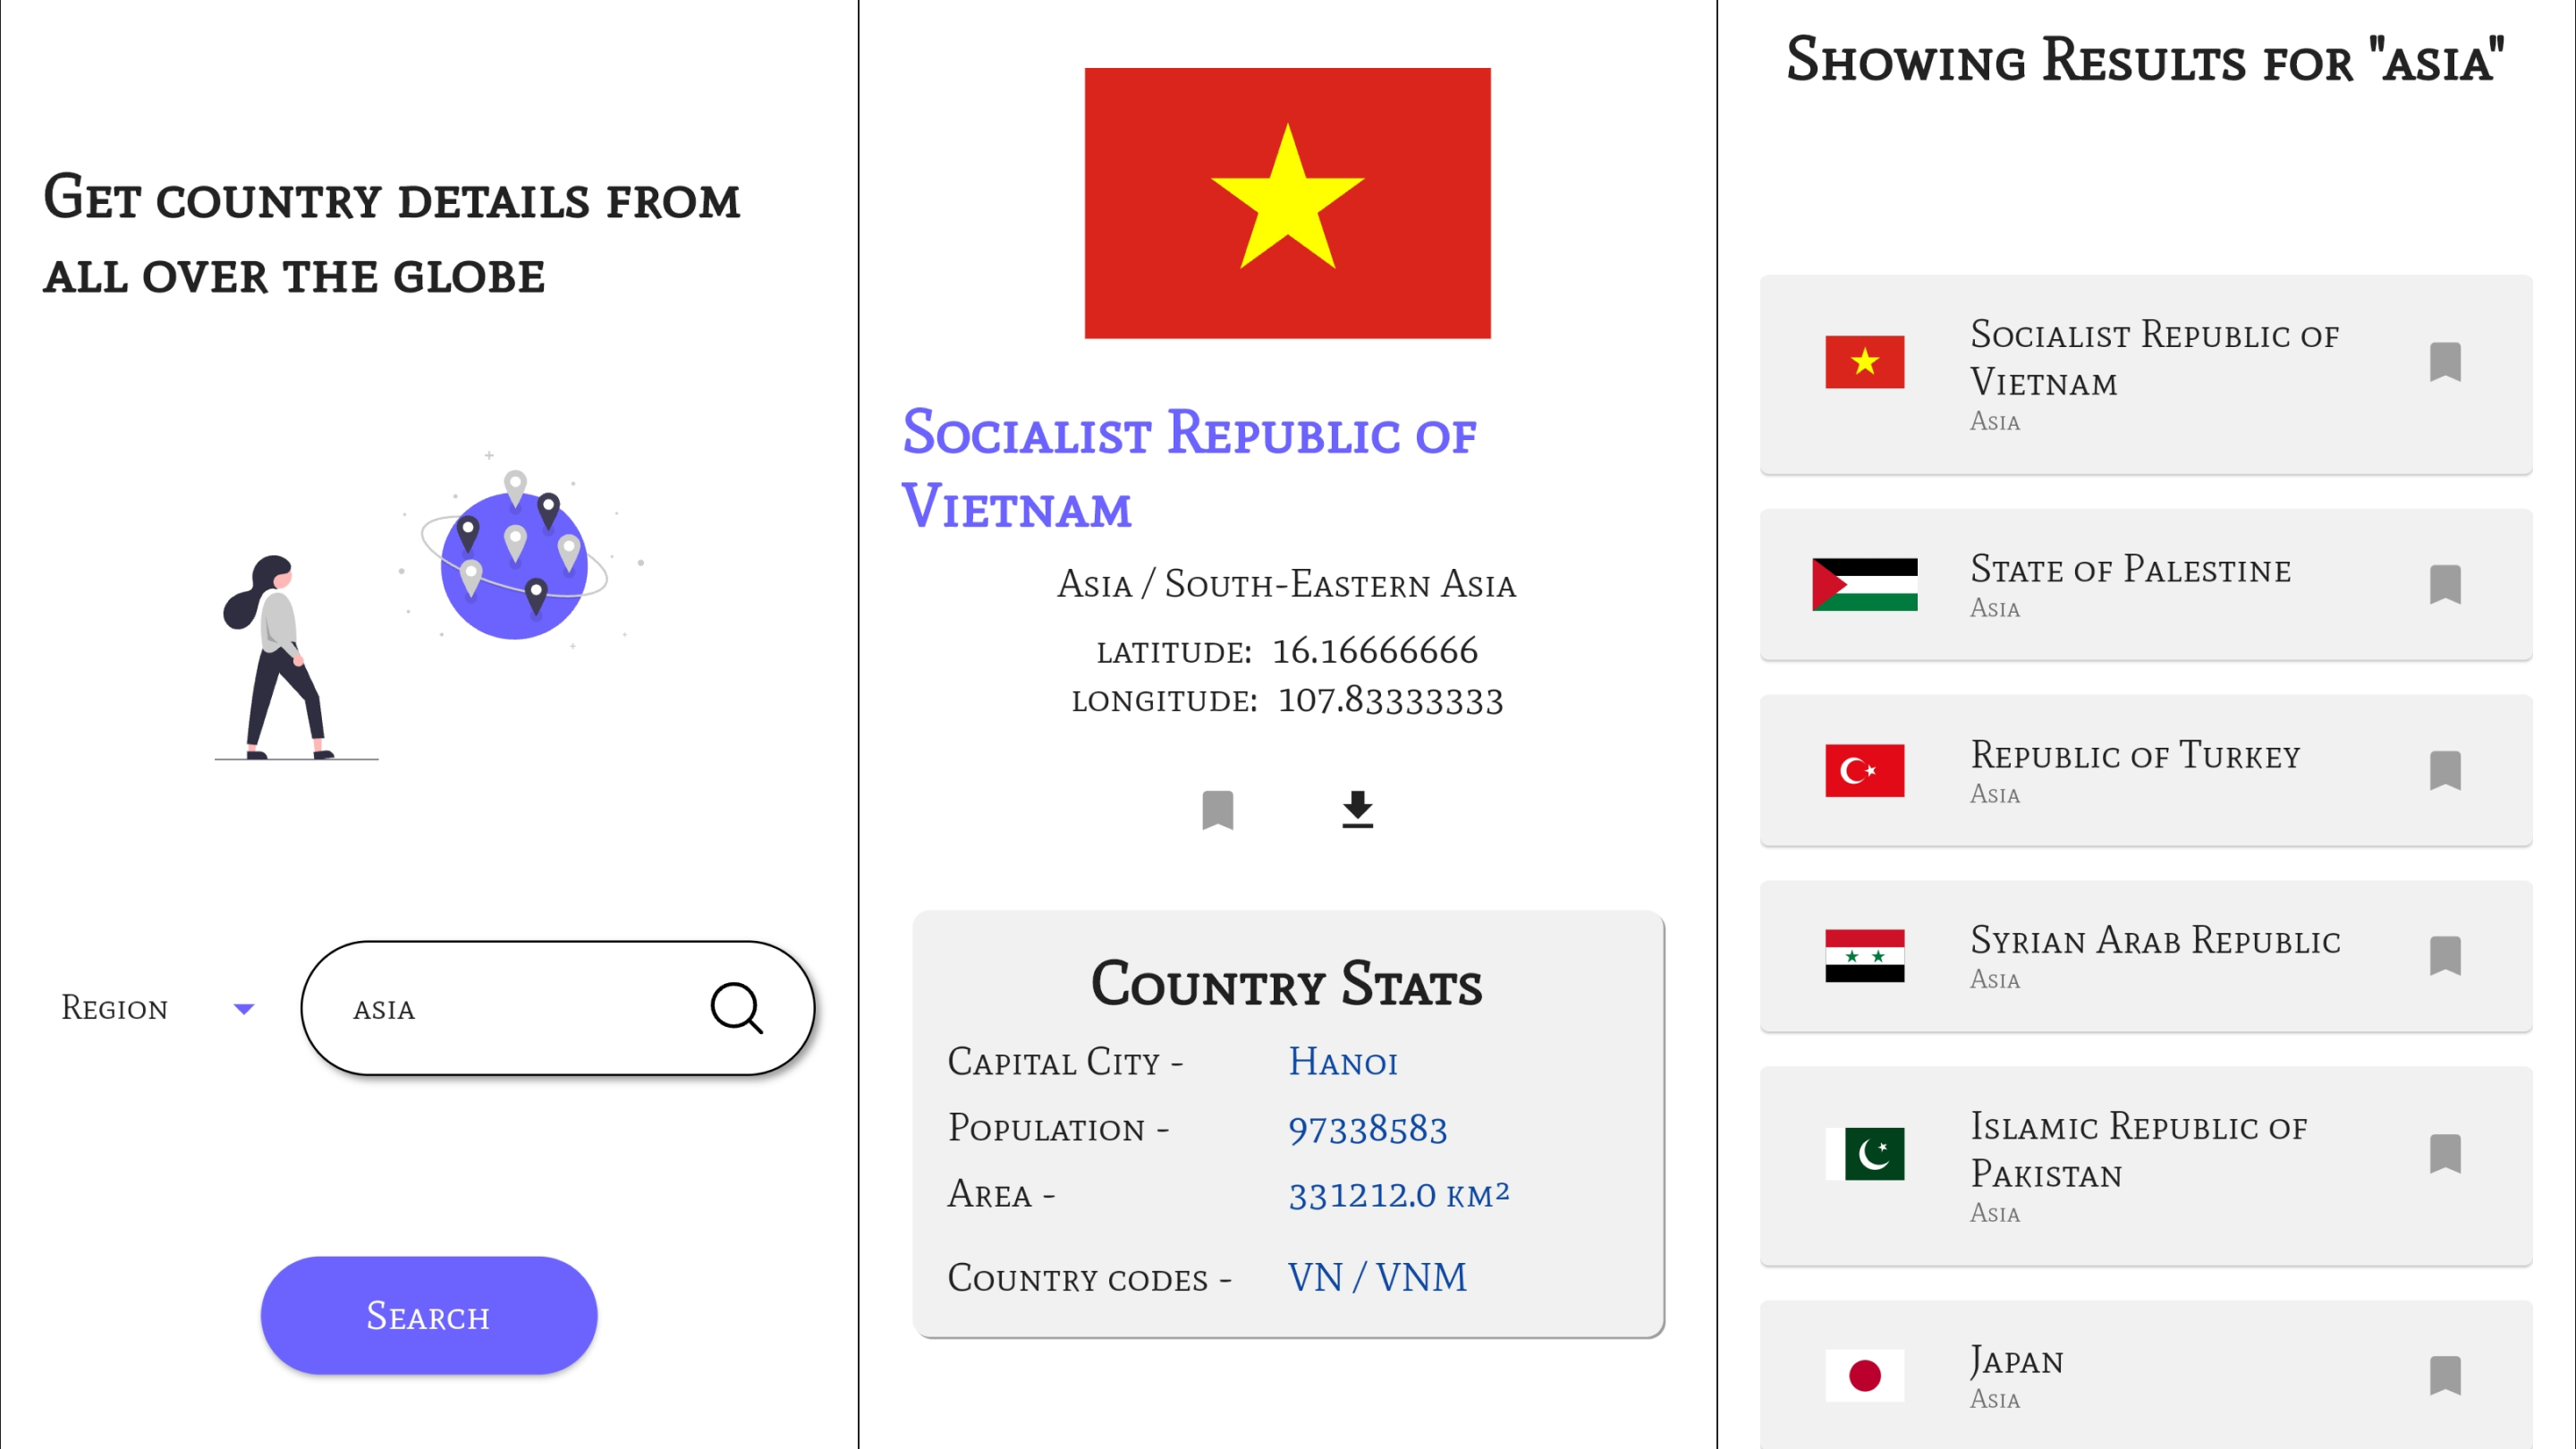 Get country details from
all over the globe
Region
asia
Search
Socialist Republic of
Vietnam
Asia / South-Eastern Asia
latitude: 16.16666666
longitude: 107.83333333
Country Stats
Capital City - Hanoi
Population - 97338583
Area - 331212.0 km²
Country codes - VN / VNM
Showing Results for "asia"
Socialist Republic of
Vietnam
Asia
State of Palestine
Asia
Republic of Turkey
Asia
Syrian Arab Republic
Asia
Islamic Republic of
Pakistan
Asia
Japan
Asia